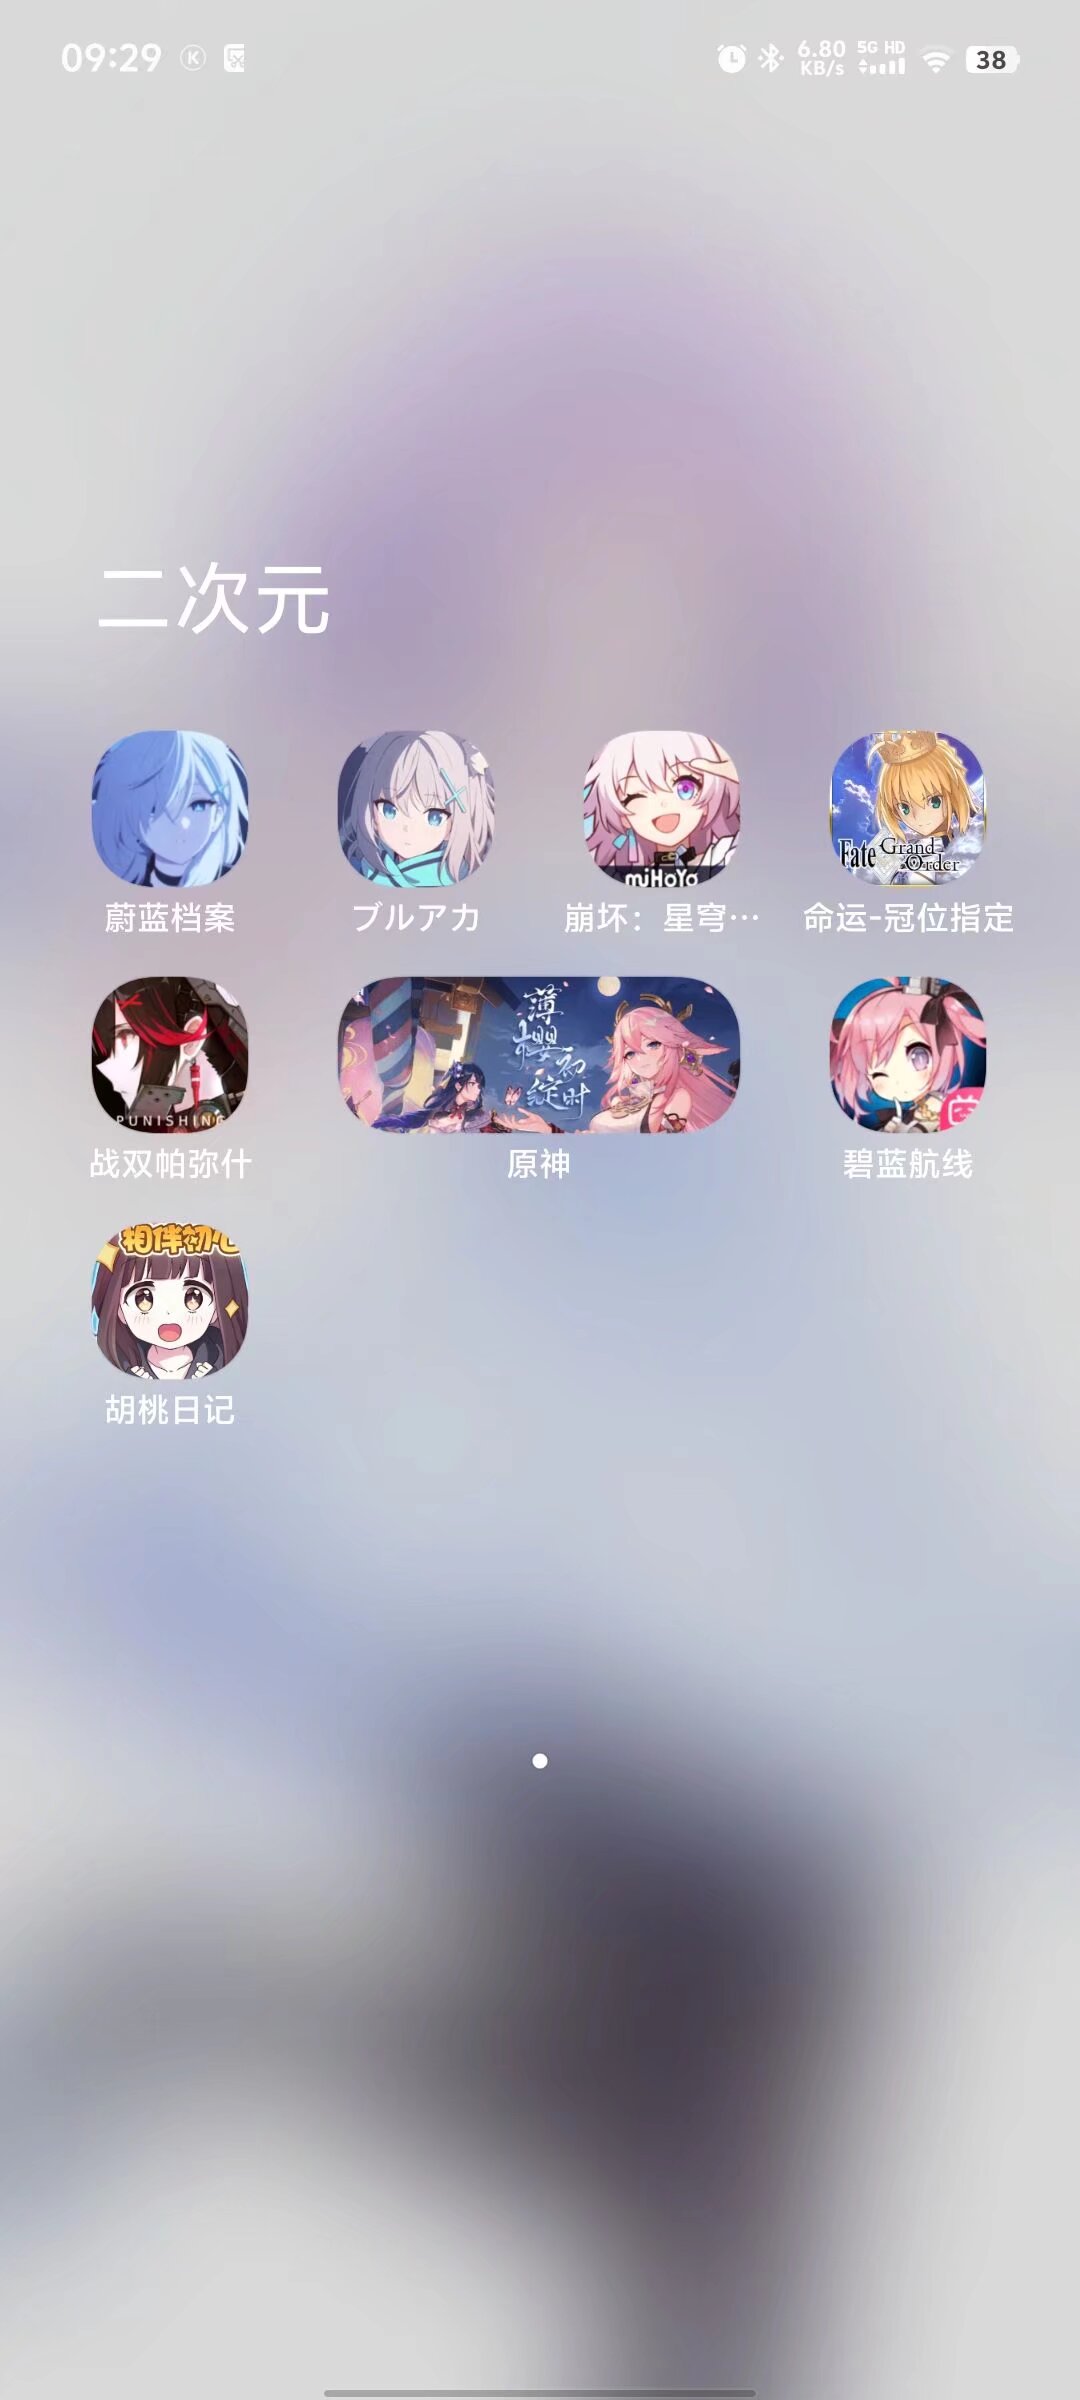 09:29
6.80 KB/s 5G HD 38
二次元
miHoYo
Fate Grand Order
蔚蓝档案 ブルアカ 崩坏：星穹… 命运-冠位指定
PUNISHING
薄樱初绽时
战双帕弥什 原神 碧蓝航线
相伴初心
胡桃日记